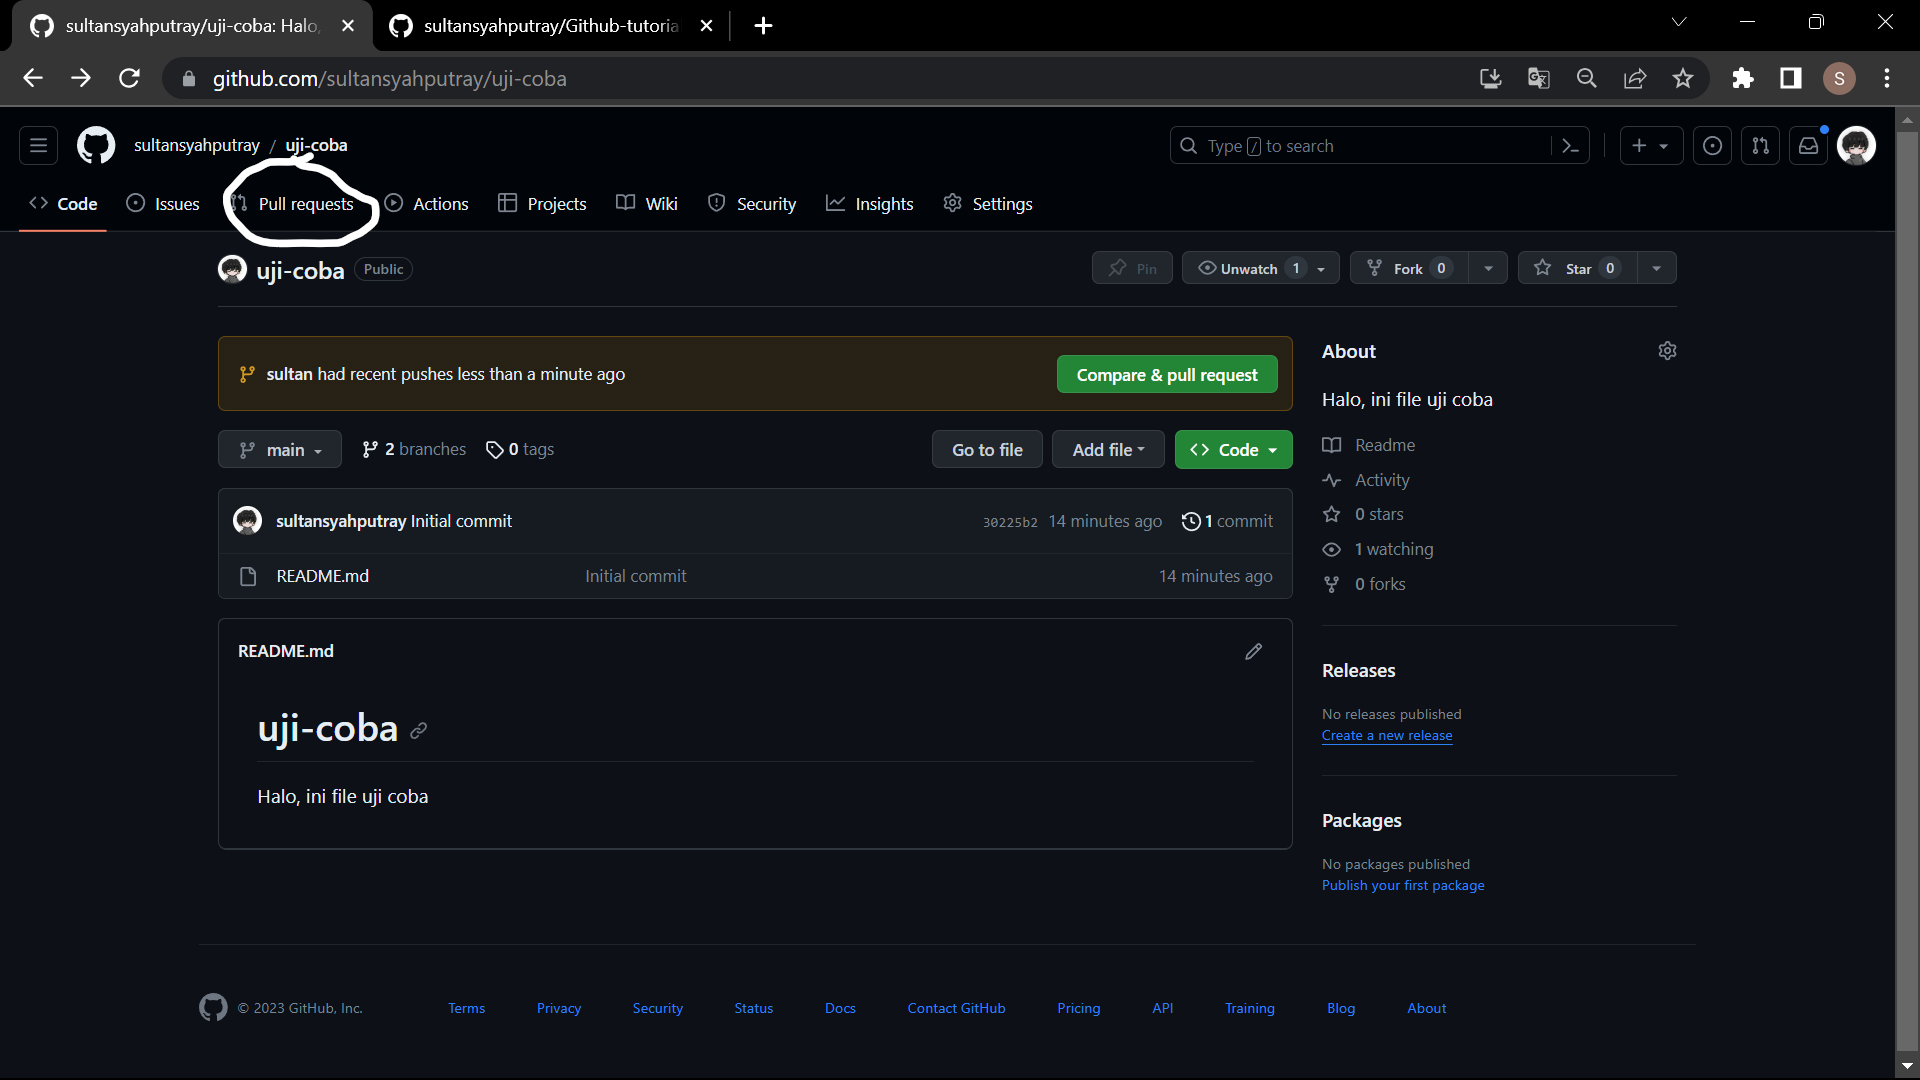 sultansyahputray/uji-coba: Halo,
sultansyahputray/Github-tutoria
github.com/sultansyahputray/uji-coba
S
sultansyahputray / uji-coba
Type / to search
Code
Issues
Pull requests
Actions
Projects
Wiki
Security
Insights
Settings
uji-coba Public
Pin
Unwatch 1
Fork 0
Star 0
sultan had recent pushes less than a minute ago
Compare & pull request
main
2 branches
0 tags
Go to file
Add file
Code
sultansyahputray Initial commit
30225b2 14 minutes ago
1 commit
README.md
Initial commit
14 minutes ago
README.md
uji-coba
Halo, ini file uji coba
About
Halo, ini file uji coba
Readme
Activity
0 stars
1 watching
0 forks
Releases
No releases published
Create a new release
Packages
No packages published
Publish your first package
© 2023 GitHub, Inc.
Terms
Privacy
Security
Status
Docs
Contact GitHub
Pricing
API
Training
Blog
About